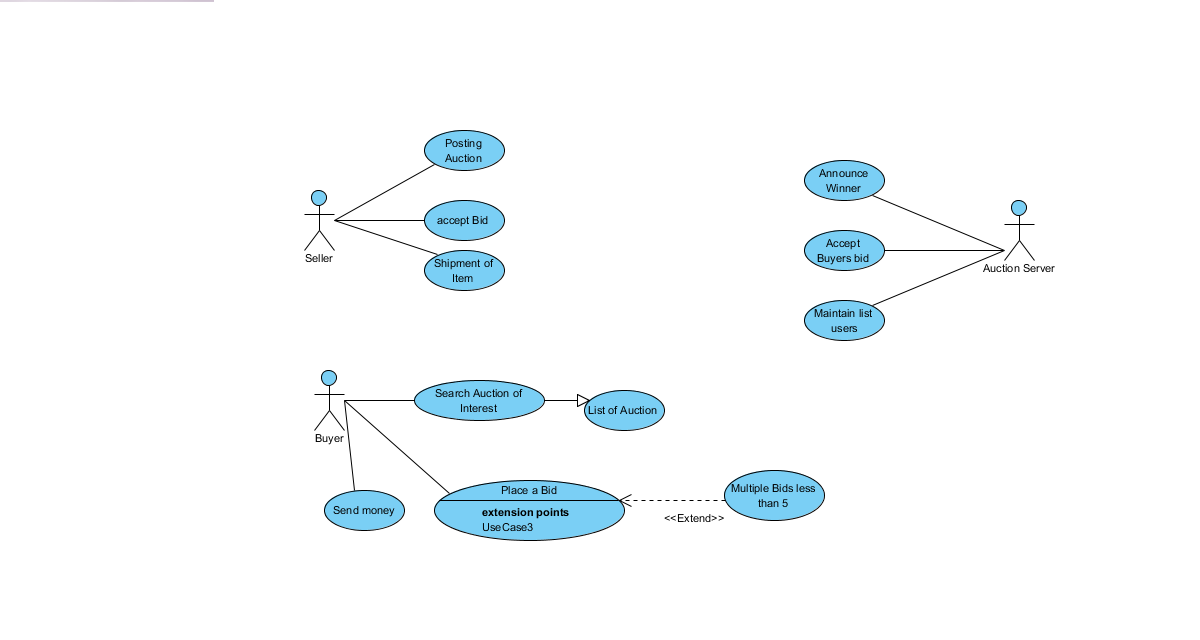 Posting
Auction
accept Bid
Shipment of
Item
Seller
Announce
Winner
Accept
Buyers bid
Maintain list
users
Auction Server
Buyer
Search Auction of
Interest
List of Auction
Send money
Place a Bid
extension points
UseCase3
<<Extend>>
Multiple Bids less
than 5